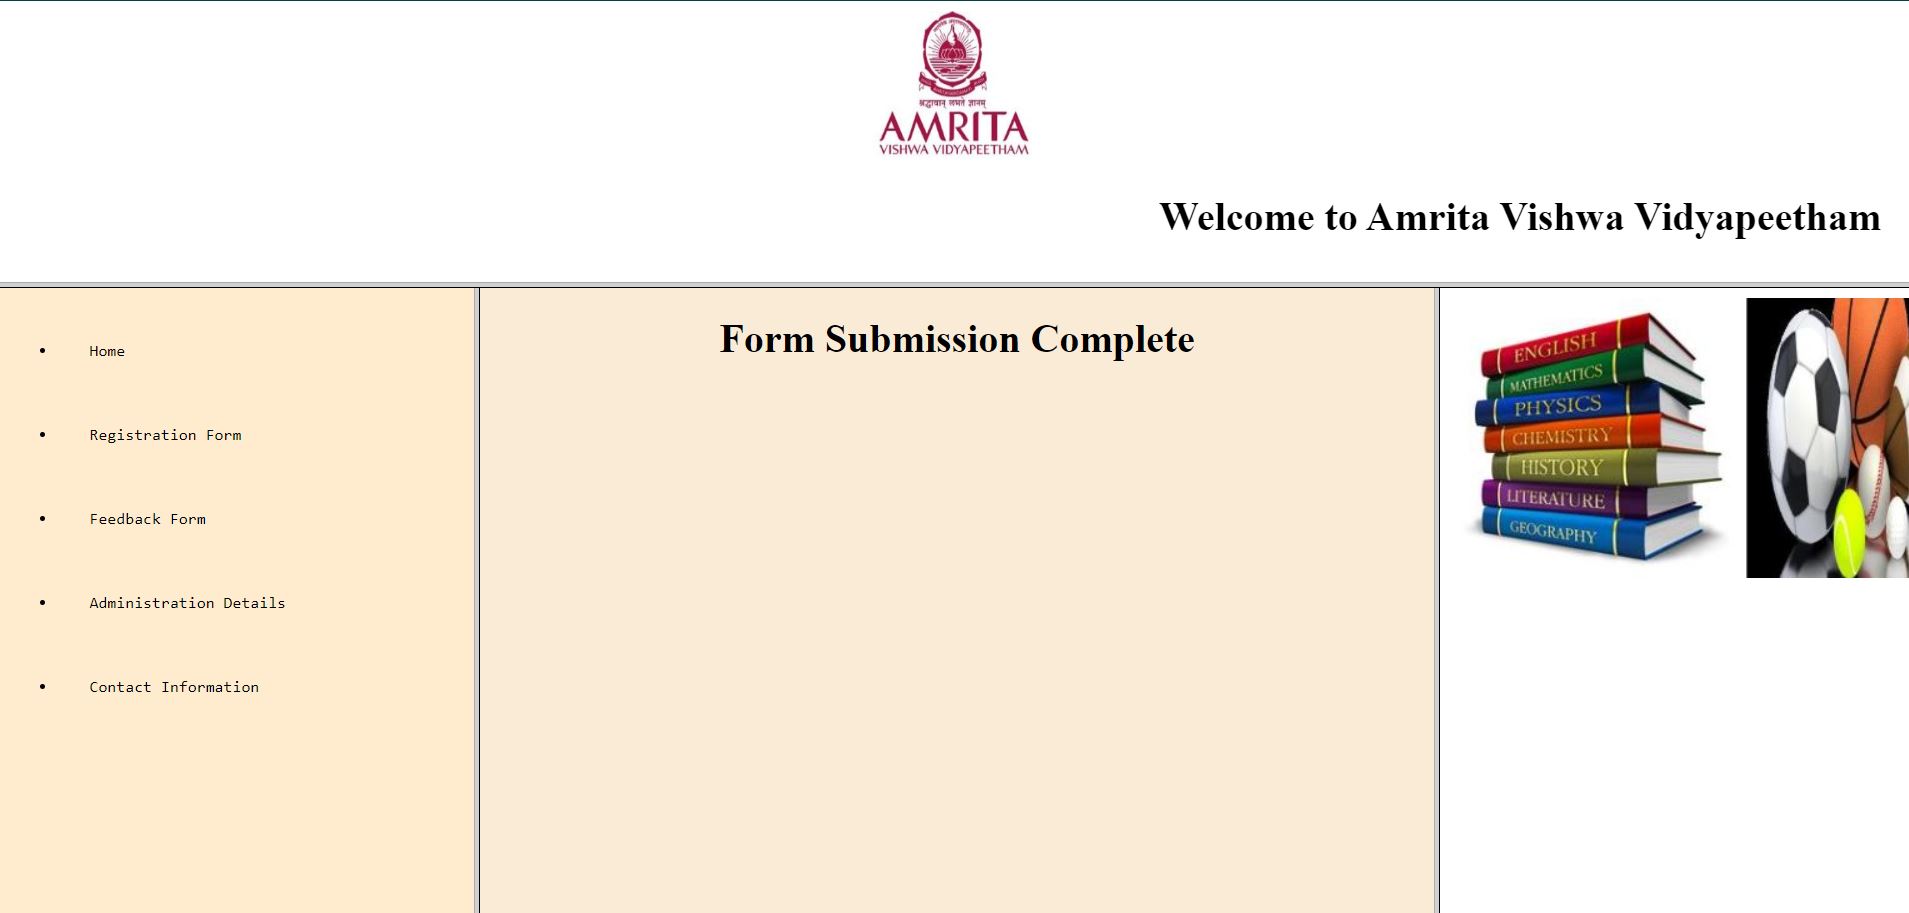 श्रद्धावान् लभते ज्ञानम्
AMRITA
VISHWA VIDYAPEETHAM
Welcome to Amrita Vishwa Vidyapeetham
• Home
• Registration Form
• Feedback Form
• Administration Details
• Contact Information
Form Submission Complete
ENGLISH
MATHEMATICS
PHYSICS
CHEMISTRY
HISTORY
LITERATURE
GEOGRAPHY